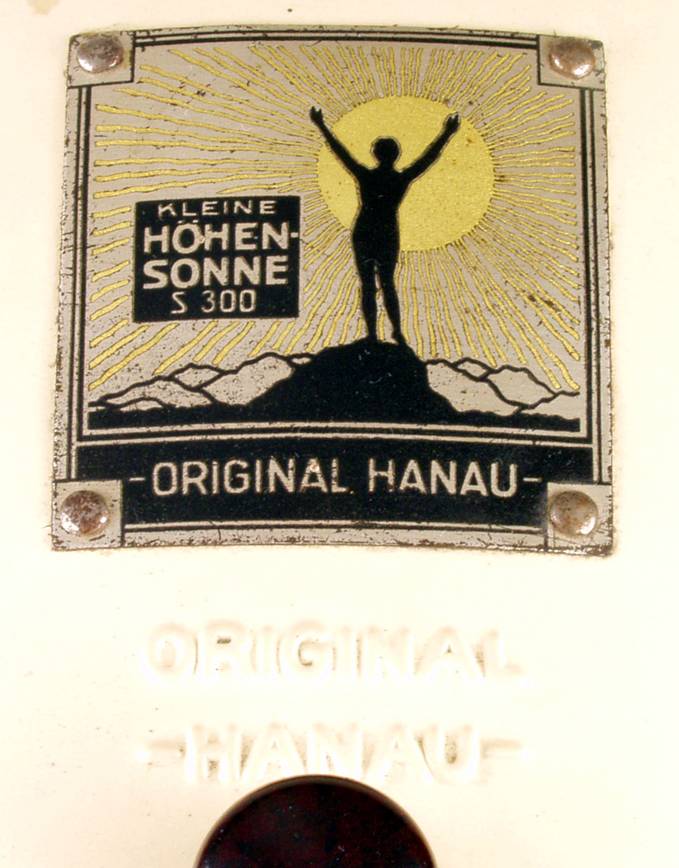 KLEINE
HÖHEN-
SONNE
S 300
-ORIGINAL HANAU-
ORIGINAL
-HANAU-